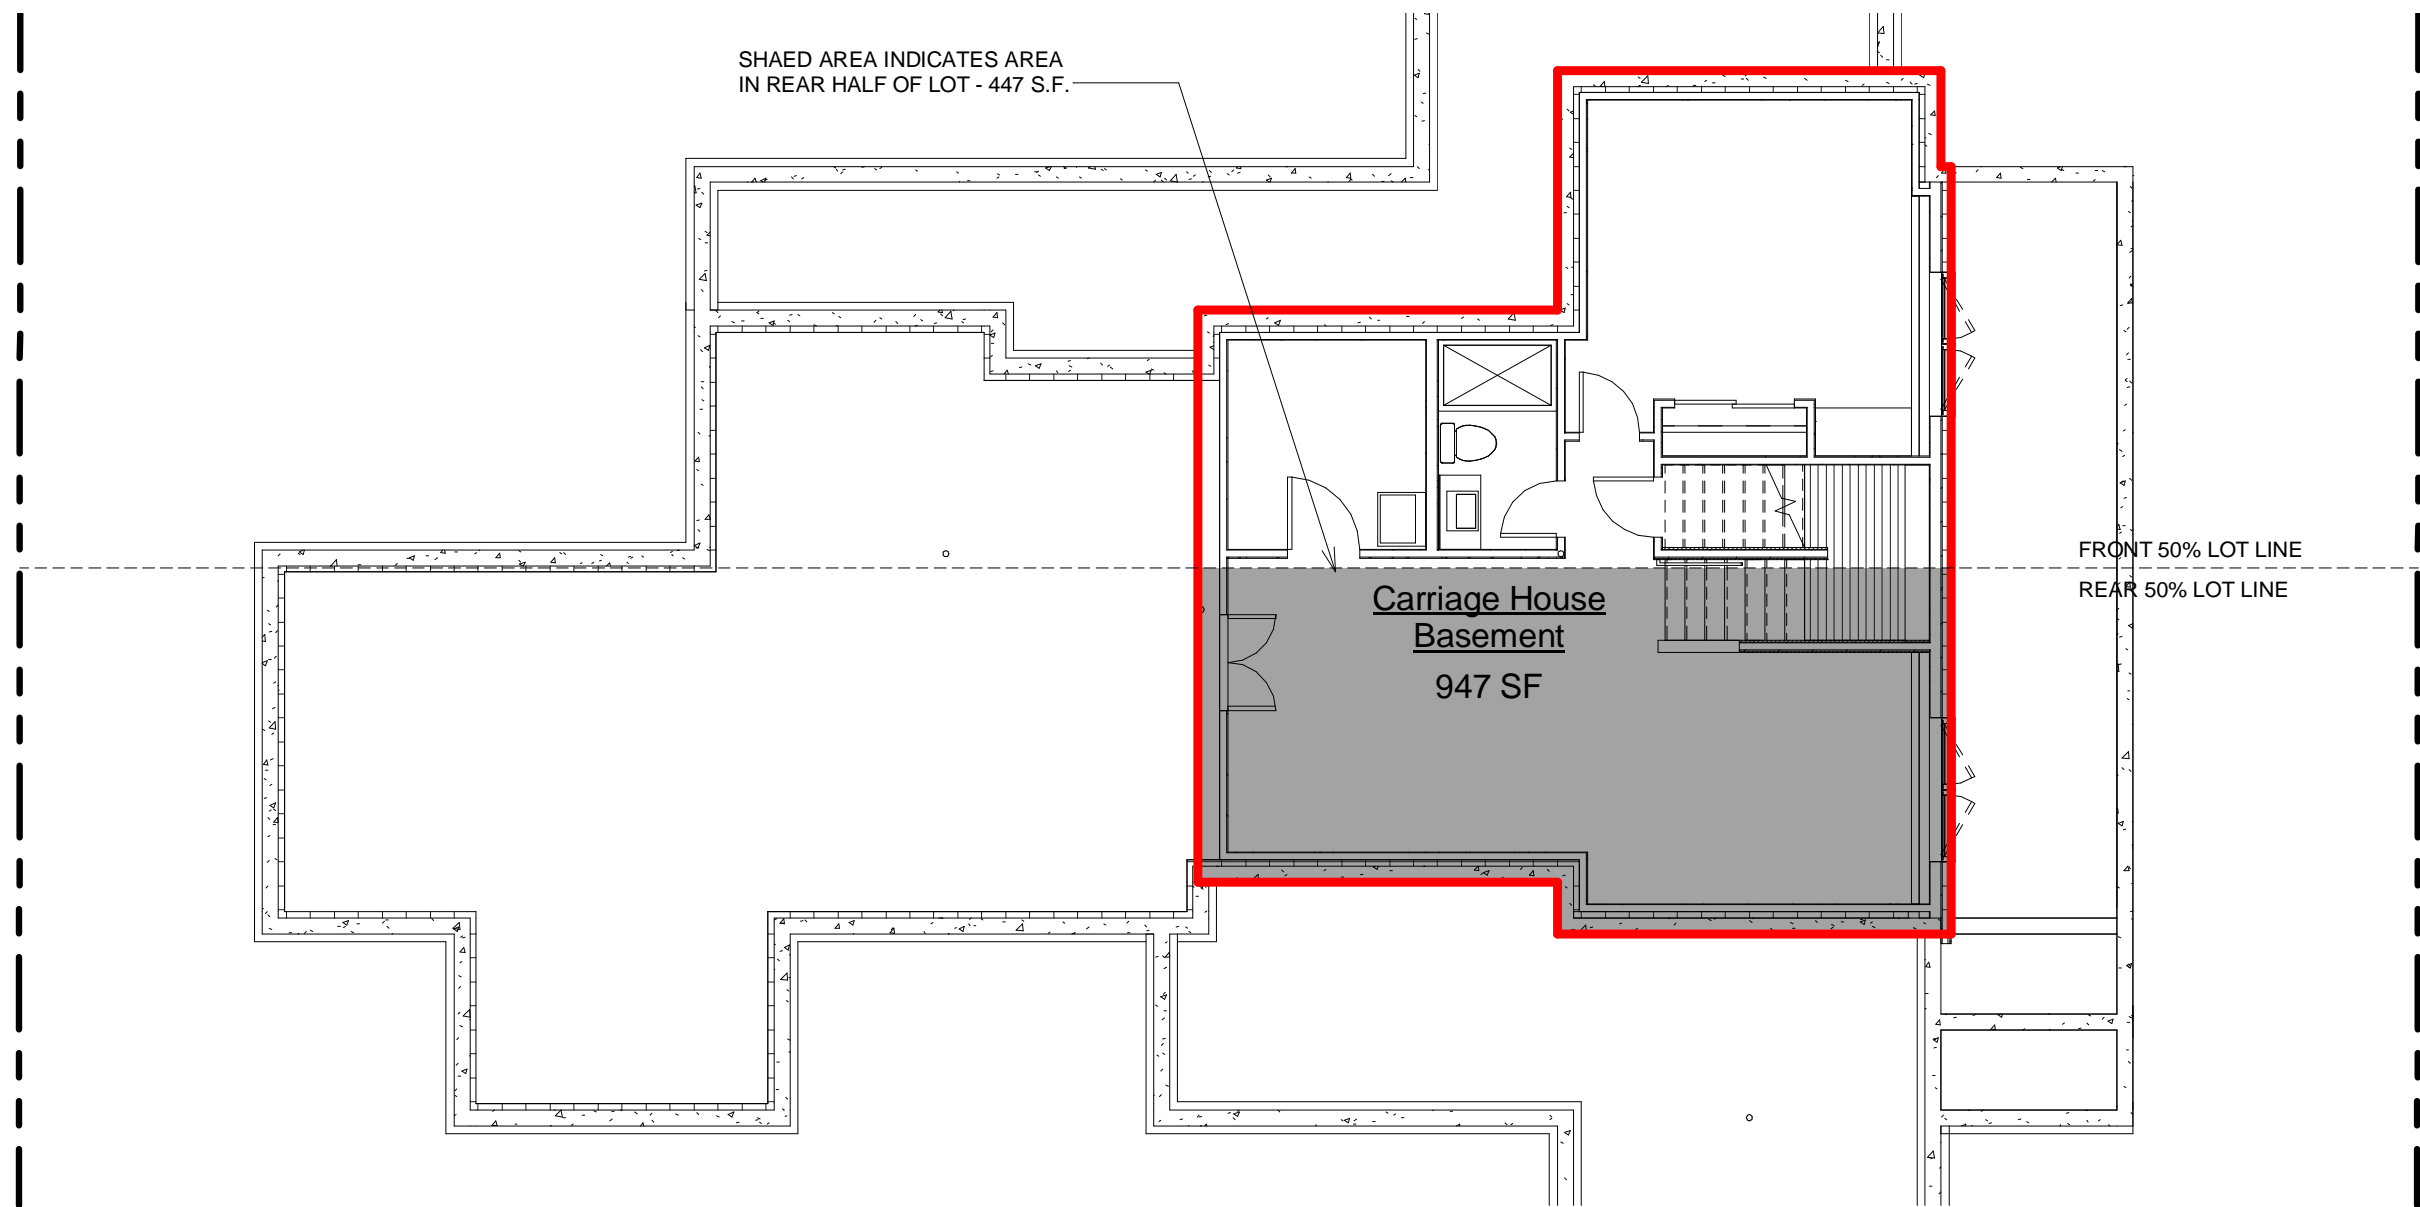 SHAED AREA INDICATES AREA
IN REAR HALF OF LOT - 447 S.F.
FRONT 50% LOT LINE
REAR 50% LOT LINE
Carriage House
Basement
947 SF